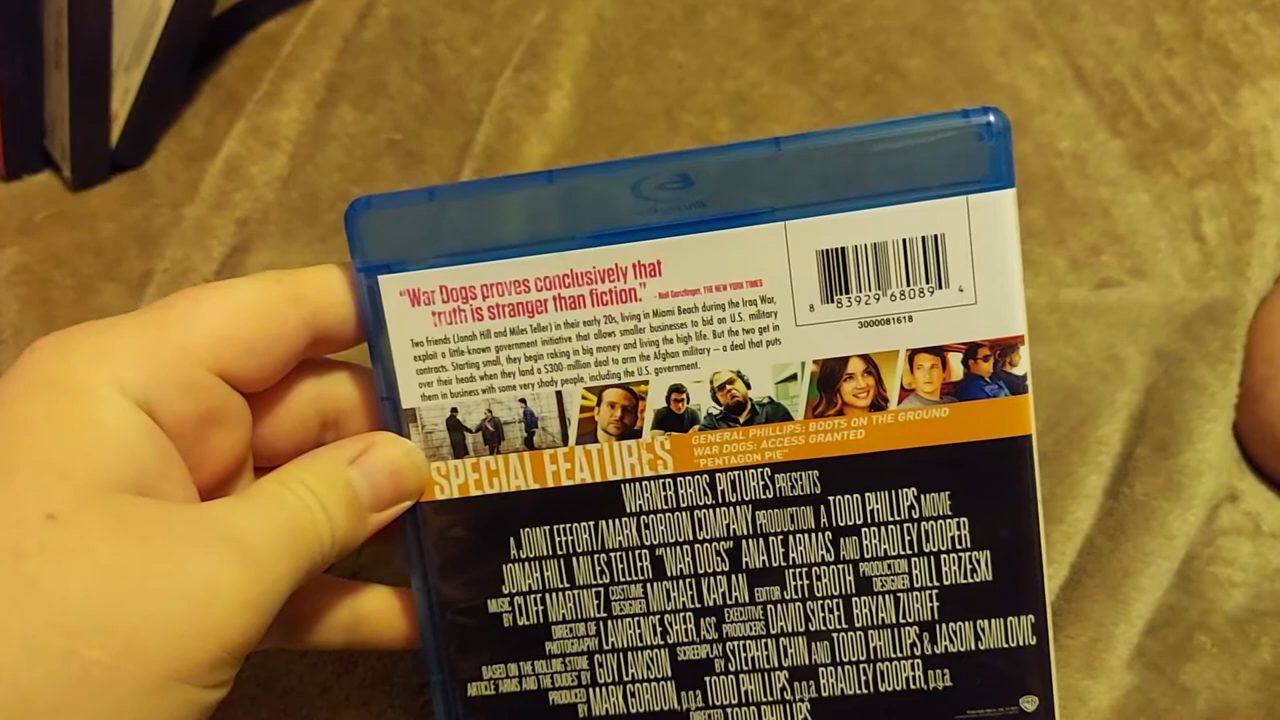 "War Dogs proves conclusively that
truth is stranger than fiction."
- Neil Genzlinger, THE NEW YORK TIMES
Two friends (Jonah Hill and Miles Teller) in their early 20s, living in Miami Beach during the Iraq War,
exploit a little-known government initiative that allows smaller businesses to bid on U.S. military
contracts. Starting small, they begin raking in big money and living the high life. But the two get in
over their heads when they land a $300-million deal to arm the Afghan military – a deal that puts
them in business with some very shady people, including the U.S. government.
8 83929 68089 4
3000081618
SPECIAL FEATURES
GENERAL PHILLIPS: BOOTS ON THE GROUND
WAR DOGS: ACCESS GRANTED
"PENTAGON PIE"
WARNER BROS. PICTURES PRESENTS
A JOINT EFFORT/MARK GORDON COMPANY PRODUCTION A TODD PHILLIPS MOVIE
JONAH HILL MILES TELLER "WAR DOGS" ANA DE ARMAS AND BRADLEY COOPER
MUSIC BY CLIFF MARTINEZ COSTUME DESIGNER MICHAEL KAPLAN EDITOR JEFF GROTH PRODUCTION DESIGNER BILL BRZESKI
DIRECTOR OF PHOTOGRAPHY LAWRENCE SHER, ASC EXECUTIVE PRODUCERS DAVID SIEGEL BRYAN ZURIFF
BASED ON THE ROLLING STONE ARTICLE "ARMS AND THE DUDES" BY GUY LAWSON SCREENPLAY BY STEPHEN CHIN AND TODD PHILLIPS & JASON SMILOVIC
PRODUCED BY MARK GORDON, p.g.a. TODD PHILLIPS, p.g.a. BRADLEY COOPER, p.g.a.
DIRECTED TODD PHILLIPS